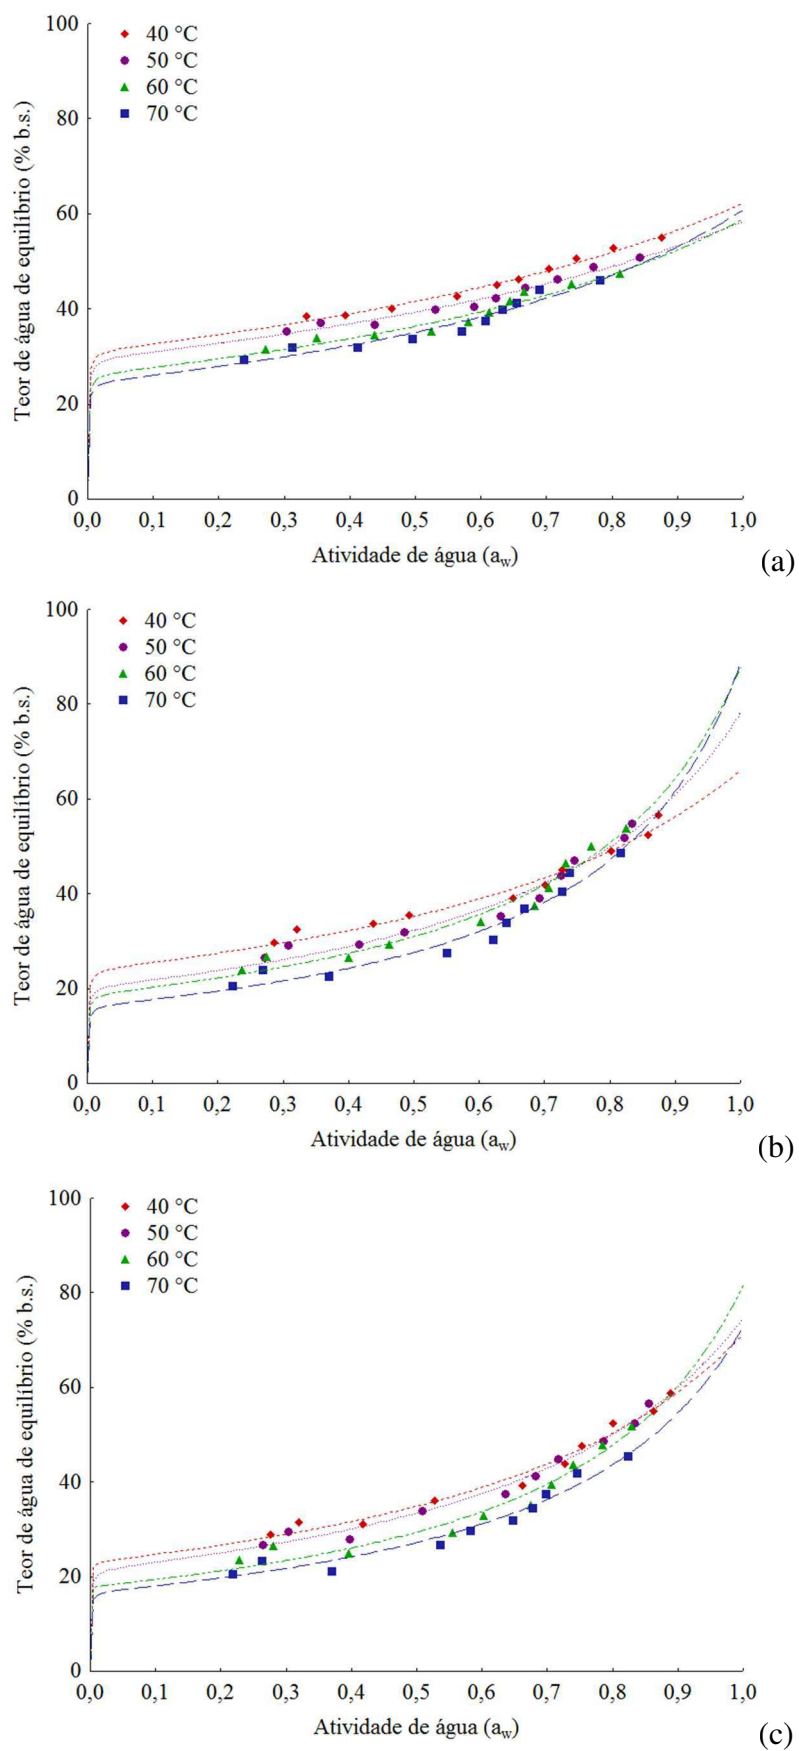 100
80
60
40
20
0
Teor de água de equilíbrio (% b.s.)
40 °C
50 °C
60 °C
70 °C
0,0 0,1 0,2 0,3 0,4 0,5 0,6 0,7 0,8 0,9 1,0
Atividade de água (aw)
(a)
100
80
60
40
20
0
Teor de água de equilíbrio (% b.s.)
40 °C
50 °C
60 °C
70 °C
0,0 0,1 0,2 0,3 0,4 0,5 0,6 0,7 0,8 0,9 1,0
Atividade de água (aw)
(b)
100
80
60
40
20
0
Teor de água de equilíbrio (% b.s.)
40 °C
50 °C
60 °C
70 °C
0,0 0,1 0,2 0,3 0,4 0,5 0,6 0,7 0,8 0,9 1,0
Atividade de água (aw)
(c)